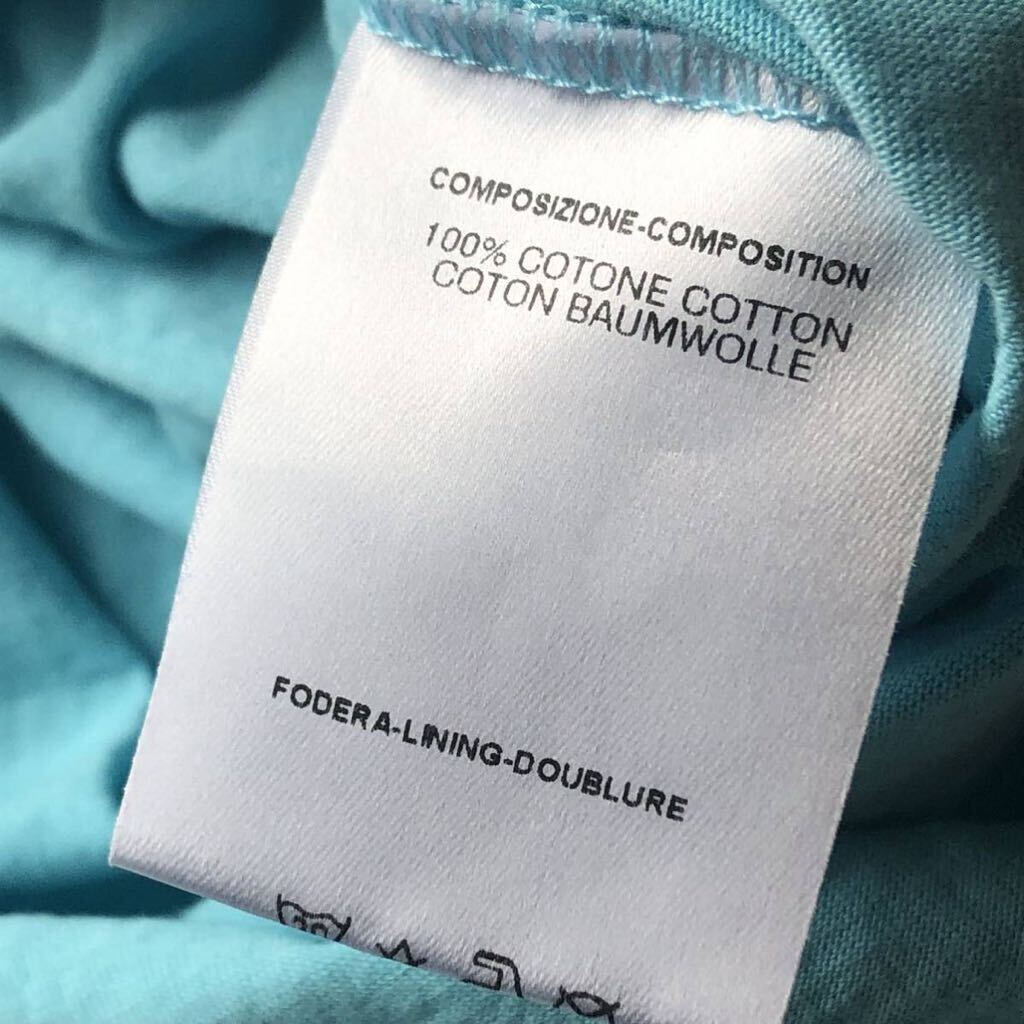 COMPOSIZIONE-COMPOSITION
100% COTONE COTTON
COTON BAUMWOLLE
FODERA-LINING-DOUBLURE